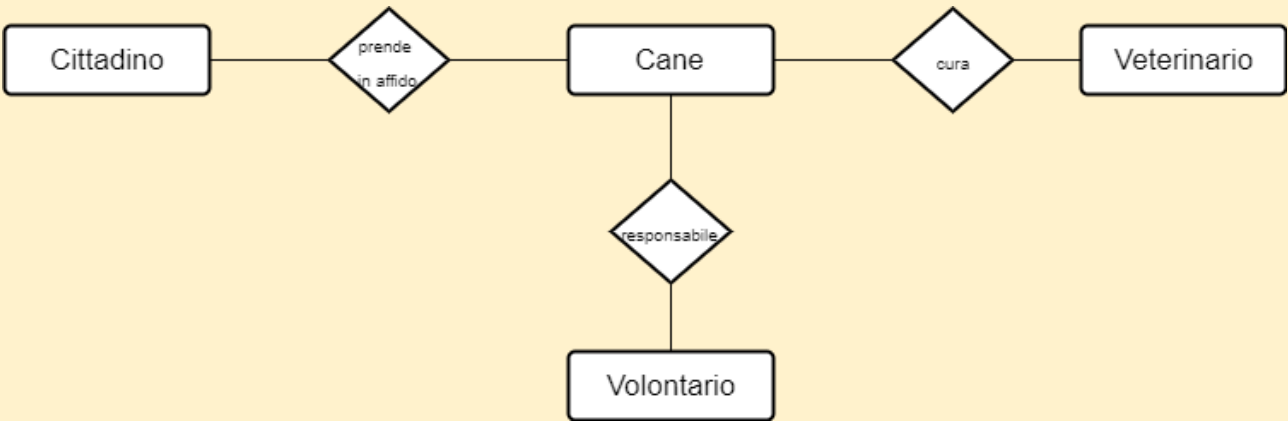 Cittadino
prende
in affido
Cane
cura
Veterinario
responsabile
Volontario